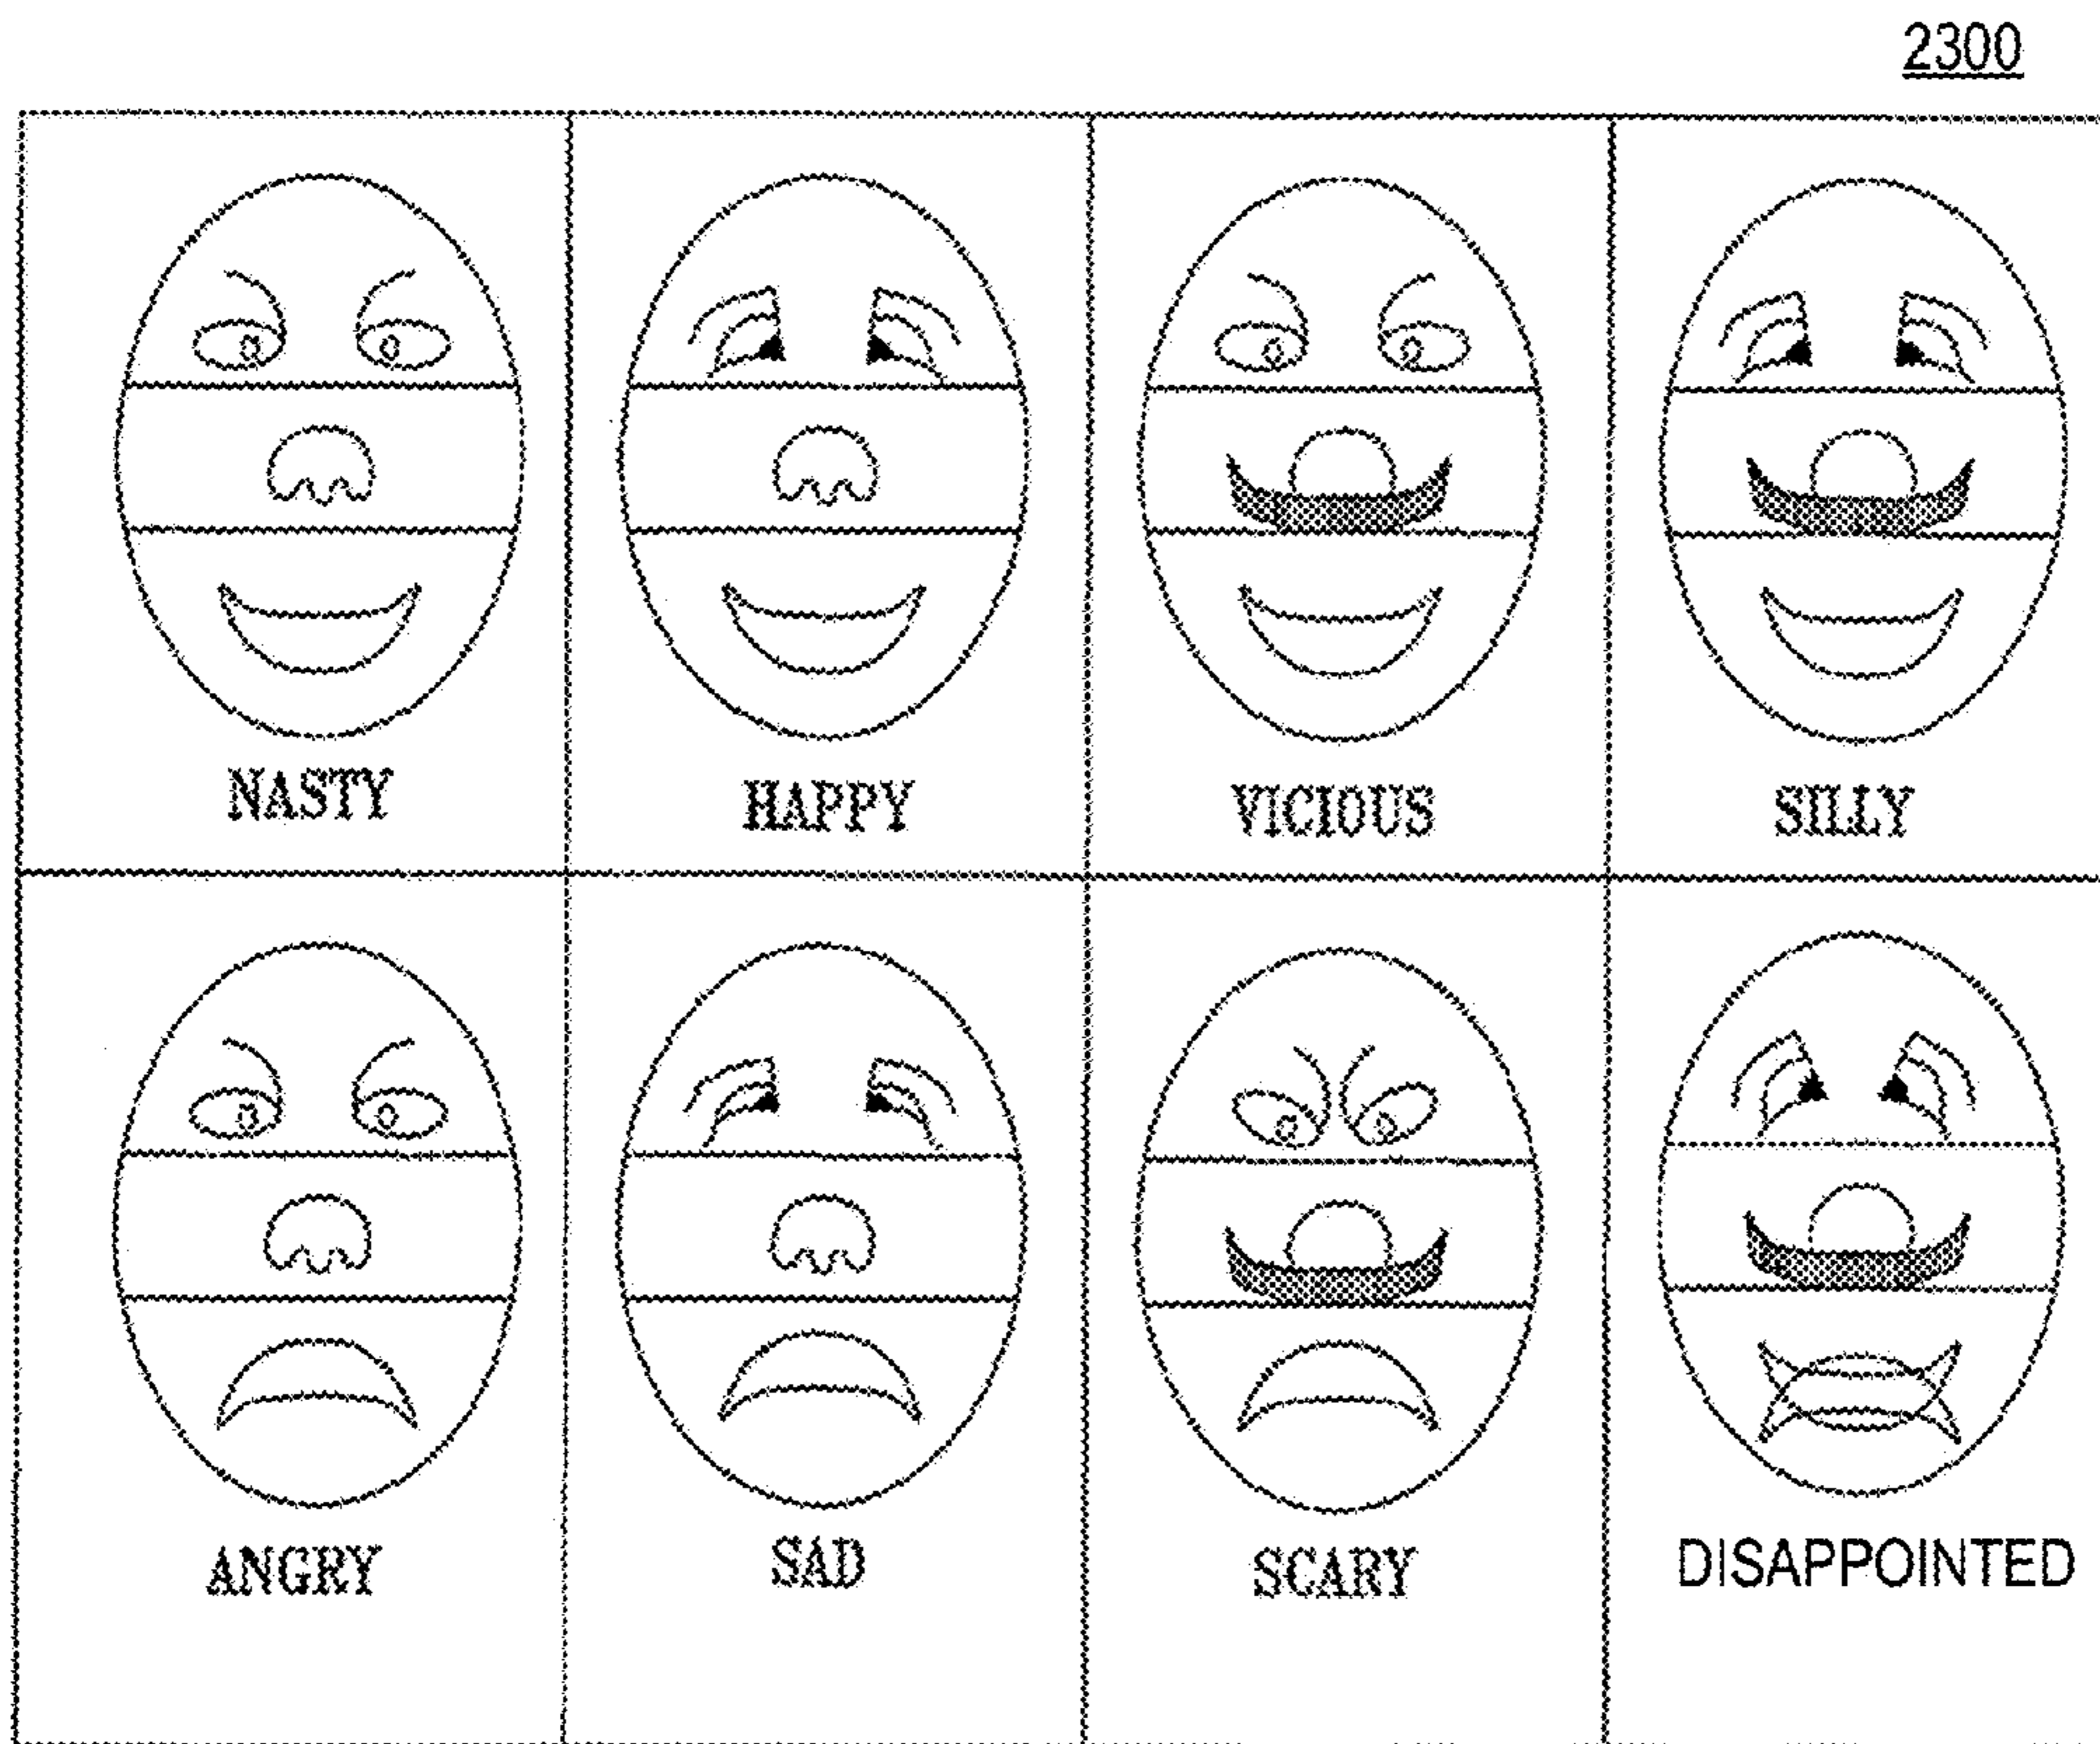 2300
NASTY
HAPPY
VICIOUS
SILLY
ANGRY
SAD
SCARY
DISAPPOINTED